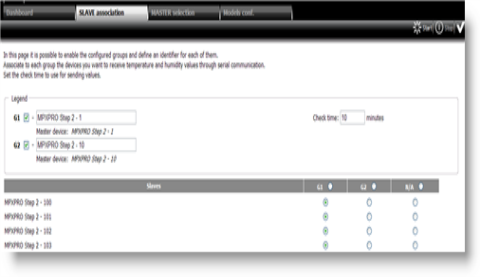 Dashboard SLAVE association MASTER selection Models conf.
Start Stop
In this page it is possible to enable the configured groups and define an identifier for each of them.
Associate to each group the devices you want to receive temperature and humidity values through serial communication.
Set the check time to use for sending values.
Legend
G1 - MPXPRO Step 2 - 1 Check time: 10 minutes
Master device: MPXPRO Step 2 - 1
G2 - MPXPRO Step 2 - 10
Master device: MPXPRO Step 2 - 10
Slaves G1 G2 N/A
MPXPRO Step 2 - 100
MPXPRO Step 2 - 101
MPXPRO Step 2 - 102
MPXPRO Step 2 - 103